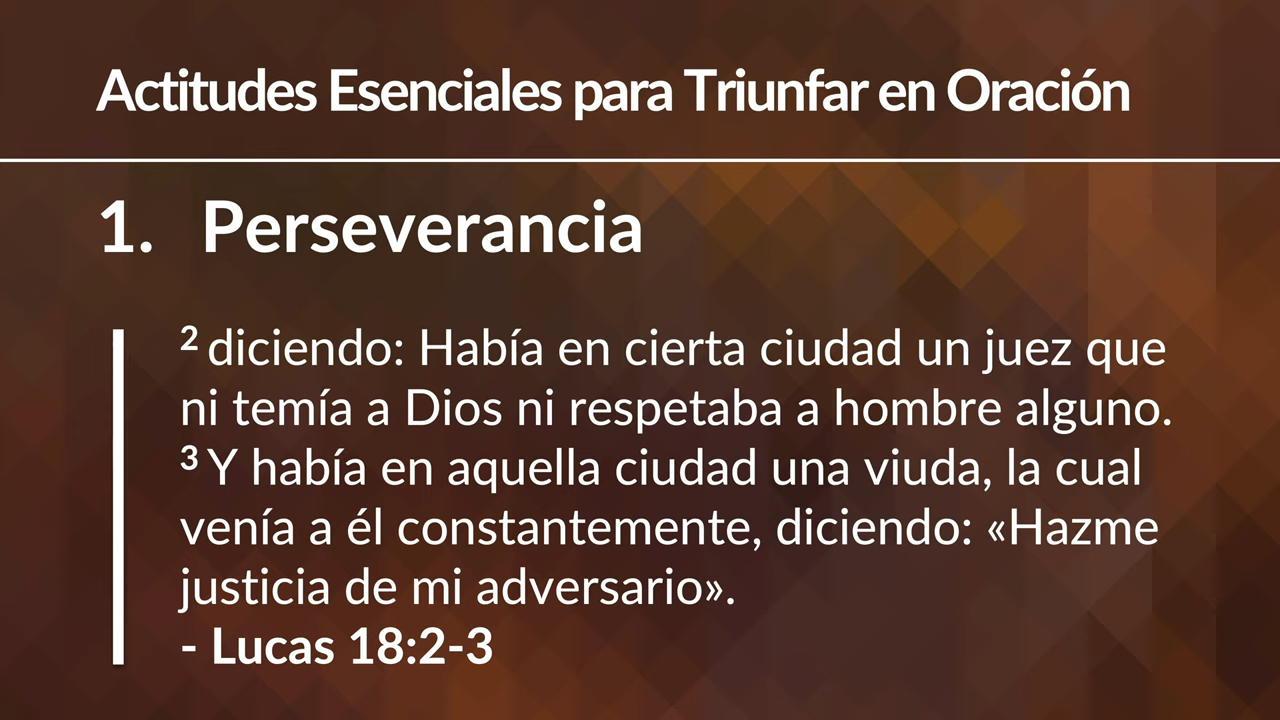 Actitudes Esenciales para Triunfar en Oración
1. Perseverancia
2 diciendo: Había en cierta ciudad un juez que
ni temía a Dios ni respetaba a hombre alguno.
3 Y había en aquella ciudad una viuda, la cual
venía a él constantemente, diciendo: «Hazme
justicia de mi adversario».
- Lucas 18:2-3